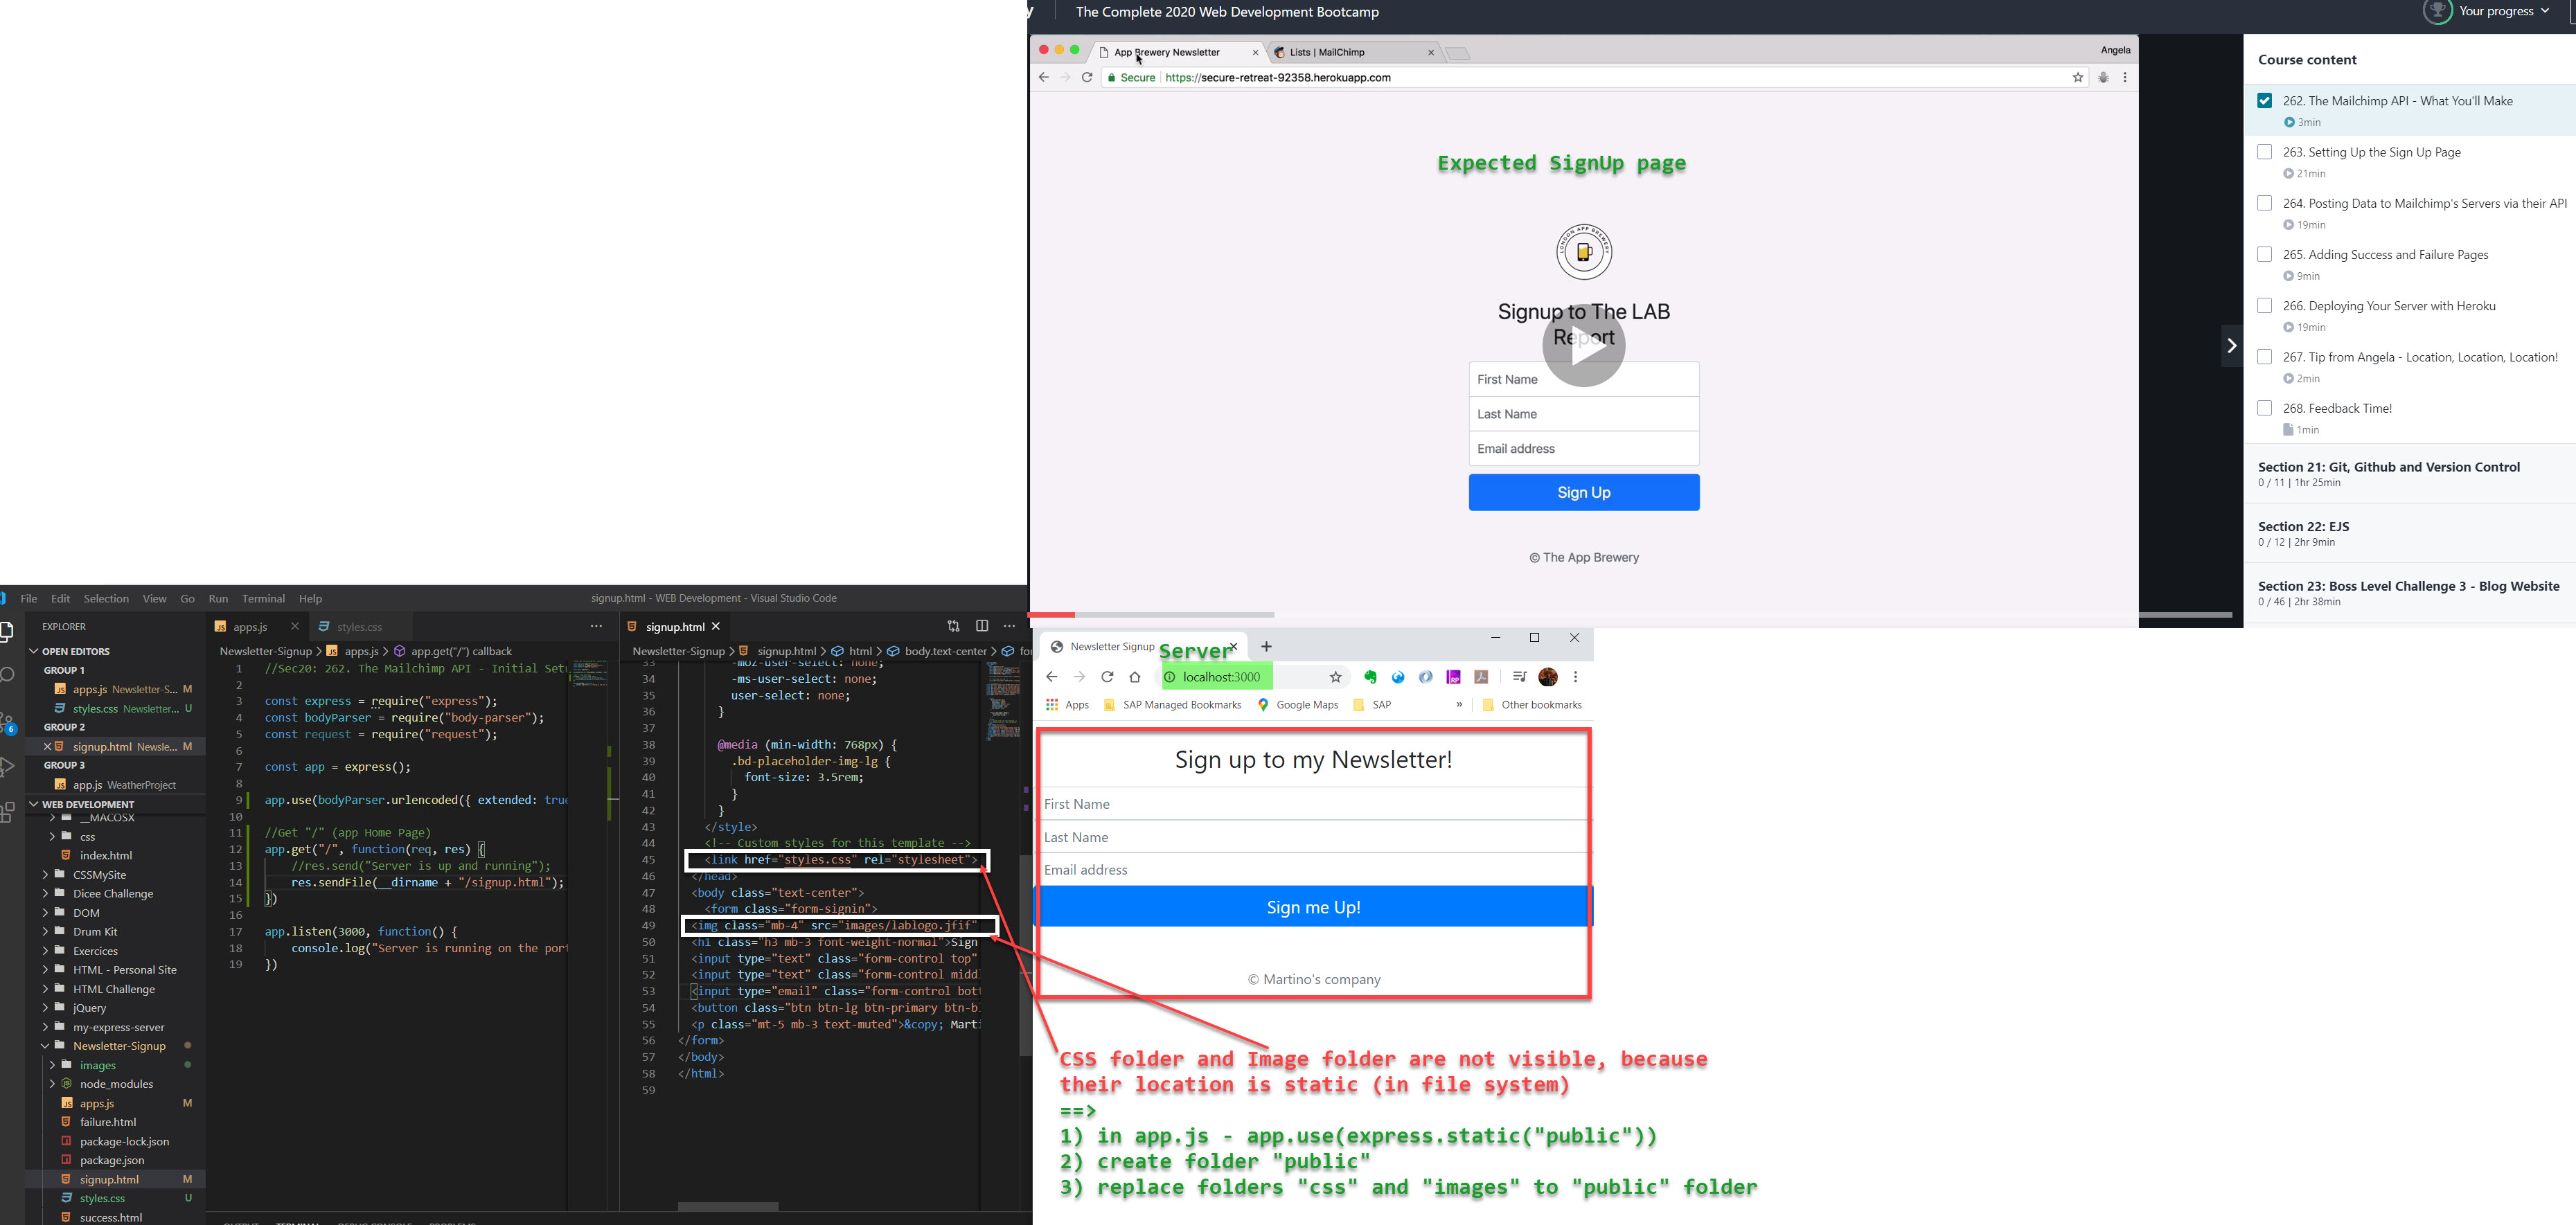 The Complete 2020 Web Development Bootcamp
Your progress
App Brewery Newsletter
Lists | MailChimp
Angela
Secure
https://secure-retreat-92358.herokuapp.com
Expected SignUp page
LONDON APP BREWERY
Signup to The LAB
Report
First Name
Last Name
Email address
Sign Up
© The App Brewery
Course content
262. The Mailchimp API - What You'll Make
3min
263. Setting Up the Sign Up Page
21min
264. Posting Data to Mailchimp's Servers via their API
19min
265. Adding Success and Failure Pages
9min
266. Deploying Your Server with Heroku
19min
267. Tip from Angela - Location, Location, Location!
2min
268. Feedback Time!
1min
Section 21: Git, Github and Version Control
0 / 11 | 1hr 25min
Section 22: EJS
0 / 12 | 2hr 9min
Section 23: Boss Level Challenge 3 - Blog Website
0 / 46 | 2hr 38min
File Edit Selection View Go Run Terminal Help
signup.html - WEB Development - Visual Studio Code
EXPLORER
OPEN EDITORS
GROUP 1
apps.js Newsletter-S... M
styles.css Newsletter... U
GROUP 2
signup.html Newsle... M
GROUP 3
app.js WeatherProject
WEB DEVELOPMENT
__MACOSX
css
index.html
CSSMySite
Dicee Challenge
DOM
Drum Kit
Exercices
HTML - Personal Site
HTML Challenge
jQuery
my-express-server
Newsletter-Signup
images
node_modules
apps.js M
failure.html
package-lock.json
package.json
signup.html M
styles.css U
success.html
6
apps.js
styles.css
Newsletter-Signup > apps.js > app.get("/") callback
1 //Sec20: 262. The Mailchimp API - Initial Setu
2
3 const express = require("express");
4 const bodyParser = require("body-parser");
5 const request = require("request");
6
7 const app = express();
8
9 app.use(bodyParser.urlencoded({ extended: true
10
11 //Get "/" (app Home Page)
12 app.get("/", function(req, res) {
13 //res.send("Server is up and running");
14 res.sendFile(__dirname + "/signup.html");
15 })
16
17 app.listen(3000, function() {
18 console.log("Server is running on the port
19 })
signup.html
Newsletter-Signup > signup.html > html > body.text-center > fo
33 -moz-user-select: none;
34 -ms-user-select: none;
35 user-select: none;
36 }
37
38 @media (min-width: 768px) {
39 .bd-placeholder-img-lg {
40 font-size: 3.5rem;
41 }
42 }
43 </style>
44 <!-- Custom styles for this template -->
45 <link href="styles.css" rel="stylesheet">
46 </head>
47 <body class="text-center">
48 <form class="form-signin">
49 <img class="mb-4" src="images/lablogo.jfif"
50 <h1 class="h3 mb-3 font-weight-normal">Sign
51 <input type="text" class="form-control top"
52 <input type="text" class="form-control middl
53 <input type="email" class="form-control bott
54 <button class="btn btn-lg btn-primary btn-bl
55 <p class="mt-5 mb-3 text-muted">&copy; Marti
56 </form>
57 </body>
58 </html>
59
Newsletter Signup
Server
localhost:3000
Apps
SAP Managed Bookmarks
Google Maps
SAP
»
Other bookmarks
Sign up to my Newsletter!
First Name
Last Name
Email address
Sign me Up!
© Martino's company
CSS folder and Image folder are not visible, because
their location is static (in file system)
==>
1) in app.js - app.use(express.static("public"))
2) create folder "public"
3) replace folders "css" and "images" to "public" folder